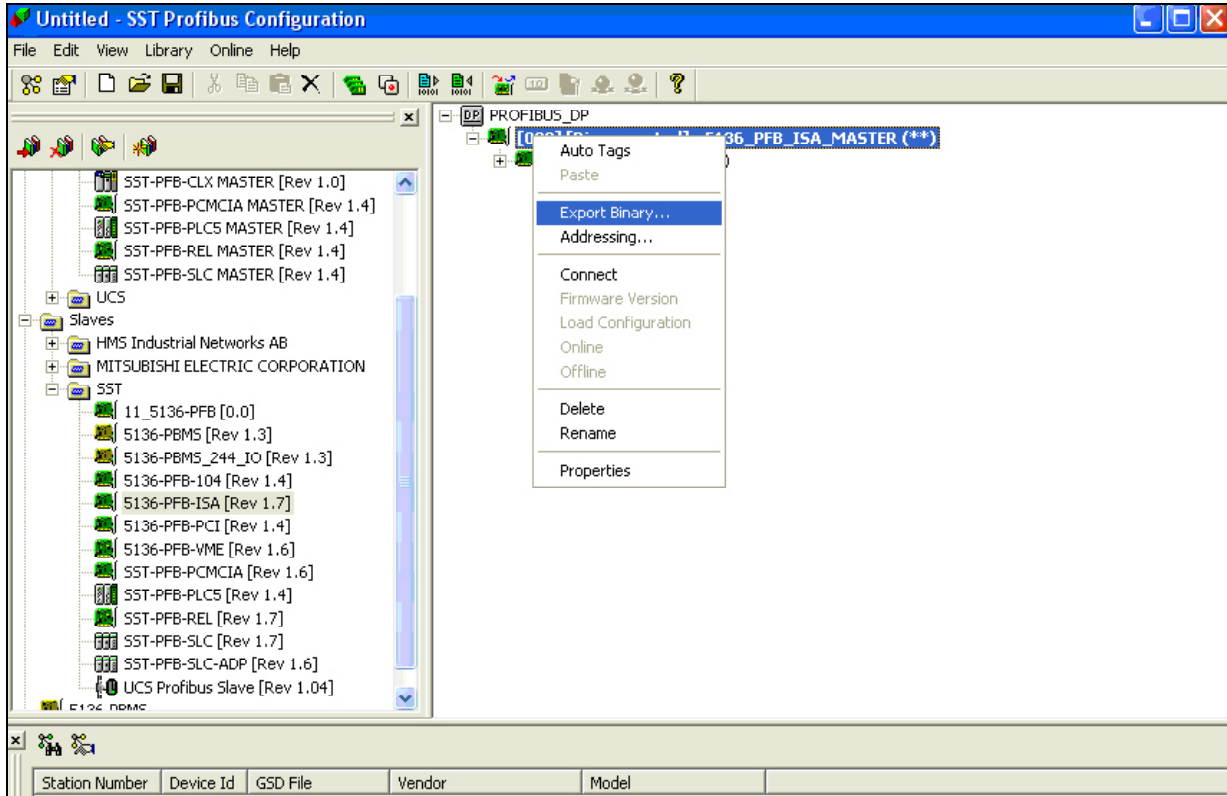 Untitled - SST Profibus Configuration
File Edit View Library Online Help
PROFIBUS_DP
36_PFB_ISA_MASTER (**)
SST-PFB-CLX MASTER [Rev 1.0]
SST-PFB-PCMCIA MASTER [Rev 1.4]
SST-PFB-PLC5 MASTER [Rev 1.4]
SST-PFB-REL MASTER [Rev 1.4]
SST-PFB-SLC MASTER [Rev 1.4]
UCS
Slaves
HMS Industrial Networks AB
MITSUBISHI ELECTRIC CORPORATION
SST
11_5136-PFB [0.0]
5136-PBMS [Rev 1.3]
5136-PBMS_244_IO [Rev 1.3]
5136-PFB-104 [Rev 1.4]
5136-PFB-ISA [Rev 1.7]
5136-PFB-PCI [Rev 1.4]
5136-PFB-VME [Rev 1.6]
SST-PFB-PCMCIA [Rev 1.6]
SST-PFB-PLC5 [Rev 1.4]
SST-PFB-REL [Rev 1.7]
SST-PFB-SLC [Rev 1.7]
SST-PFB-SLC-ADP [Rev 1.6]
UCS Profibus Slave [Rev 1.04]
Auto Tags
Paste
Export Binary...
Addressing...
Connect
Firmware Version
Load Configuration
Online
Offline
Delete
Rename
Properties
Station Number Device Id GSD File Vendor Model